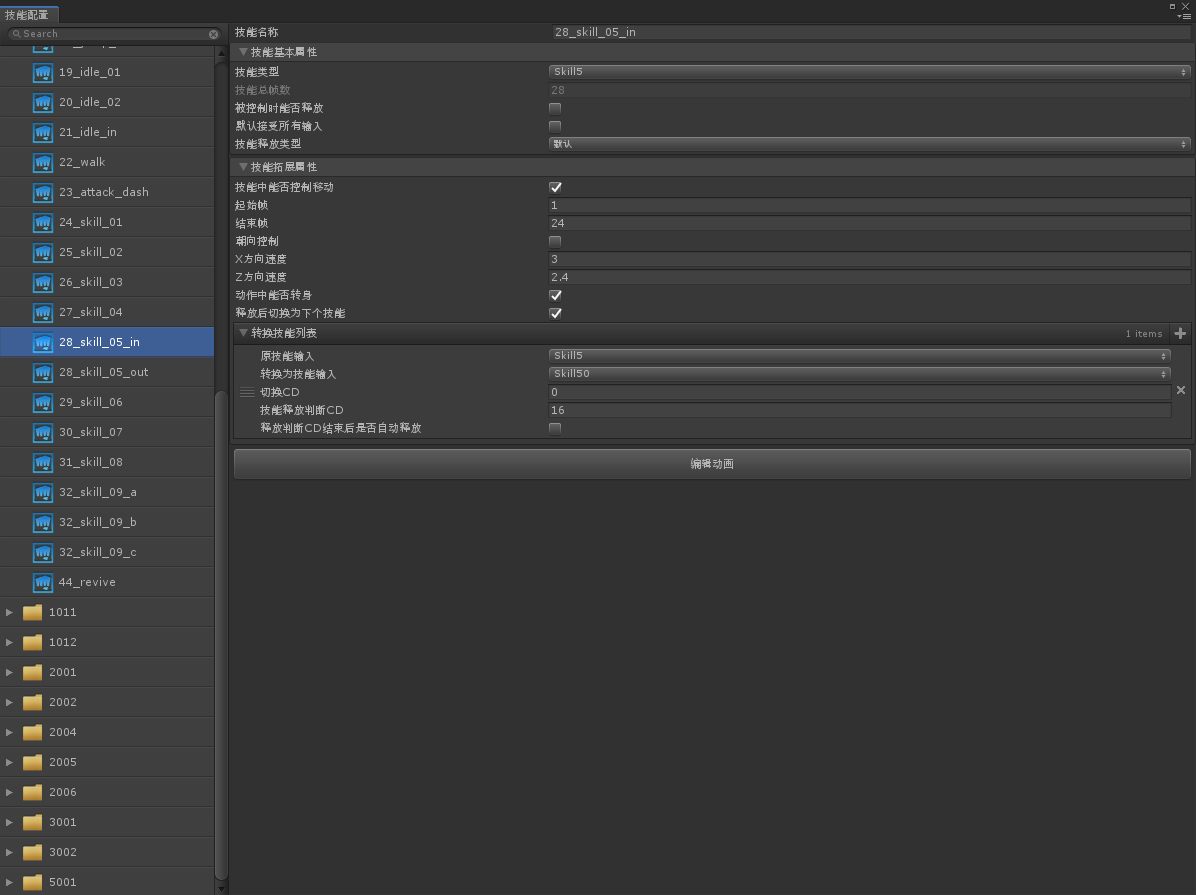 技能配置
Search
19_idle_01
20_idle_02
21_idle_in
22_walk
23_attack_dash
24_skill_01
25_skill_02
26_skill_03
27_skill_04
28_skill_05_in
28_skill_05_out
29_skill_06
30_skill_07
31_skill_08
32_skill_09_a
32_skill_09_b
32_skill_09_c
44_revive
1011
1012
2001
2002
2004
2005
2006
3001
3002
5001
技能名称 28_skill_05_in
技能基本属性
技能类型 Skill5
技能总帧数 28
被控制时能否释放
默认接受所有输入
技能释放类型 默认
技能拓展属性
技能中能否控制移动
起始帧 1
结束帧 24
朝向控制
X方向速度 3
Z方向速度 2.4
动作中能否转身
释放后切换为下个技能
转换技能列表 1 items
原技能输入 Skill5
转换为技能输入 Skill50
切换CD 0
技能释放判断CD 16
释放判断CD结束后是否自动释放
编辑动画